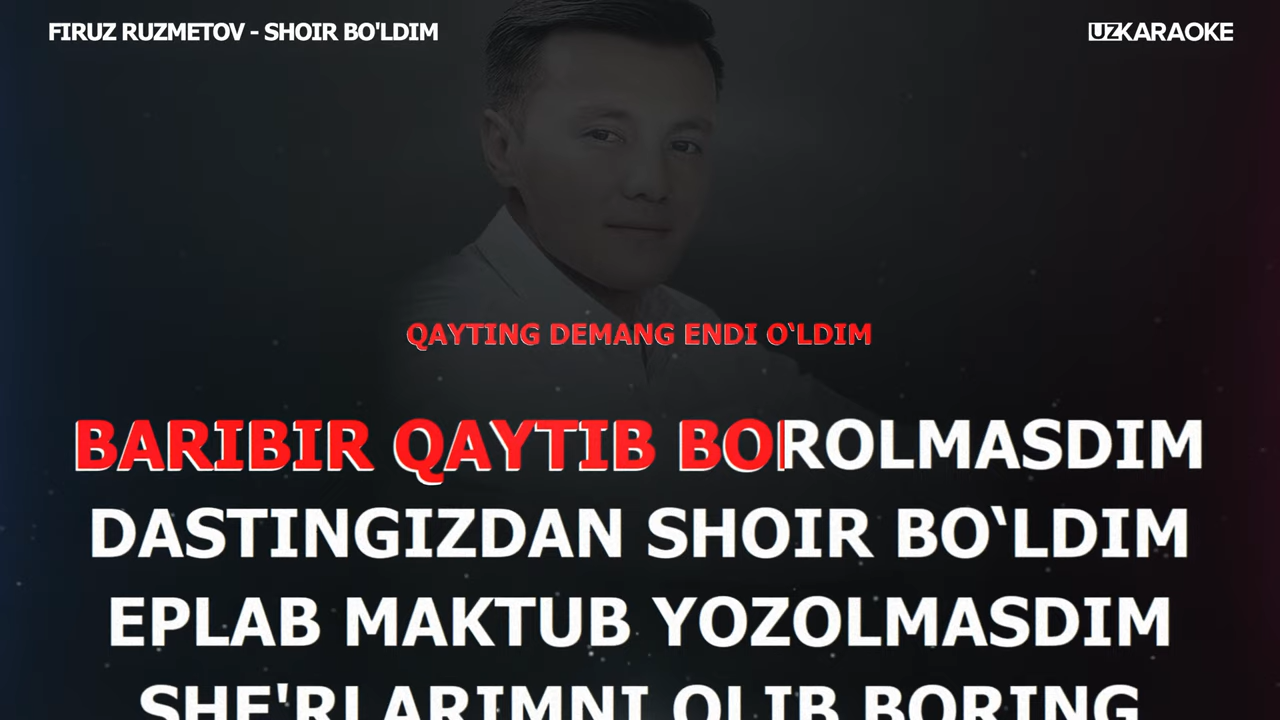 FIRUZ RUZMETOV - SHOIR BO'LDIM
UZKARAOKE
QAYTING DEMANG ENDI O‘LDIM
BARIBIR QAYTIB BOROLMASDIM
DASTINGIZDAN SHOIR BO‘LDIM
EPLAB MAKTUB YOZOLMASDIM
SHE'RLARIMNI OLIB BORING